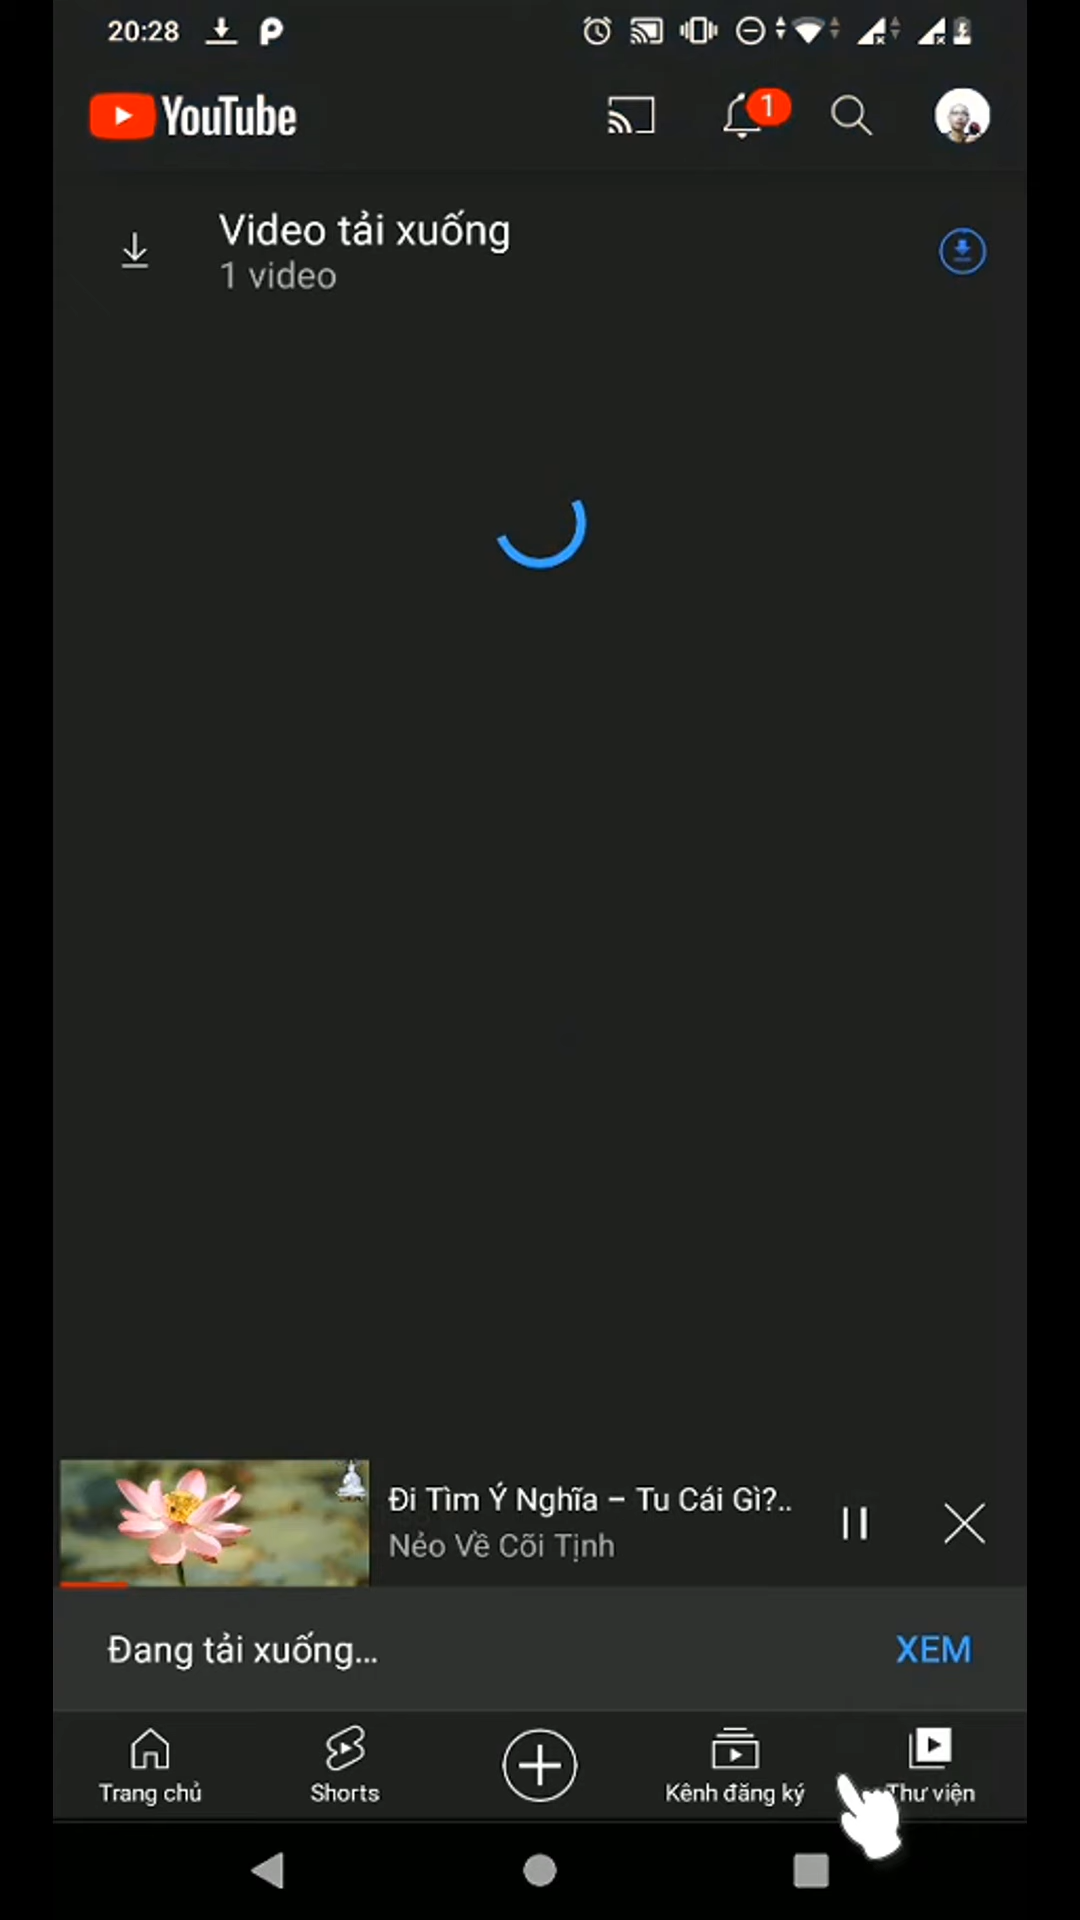 20:28
YouTube
1
Video tải xuống
1 video
Đi Tìm Ý Nghĩa – Tu Cái Gì?..
Nẻo Về Cõi Tịnh
Đang tải xuống...
XEM
Trang chủ
Shorts
Kênh đăng ký
Thư viện